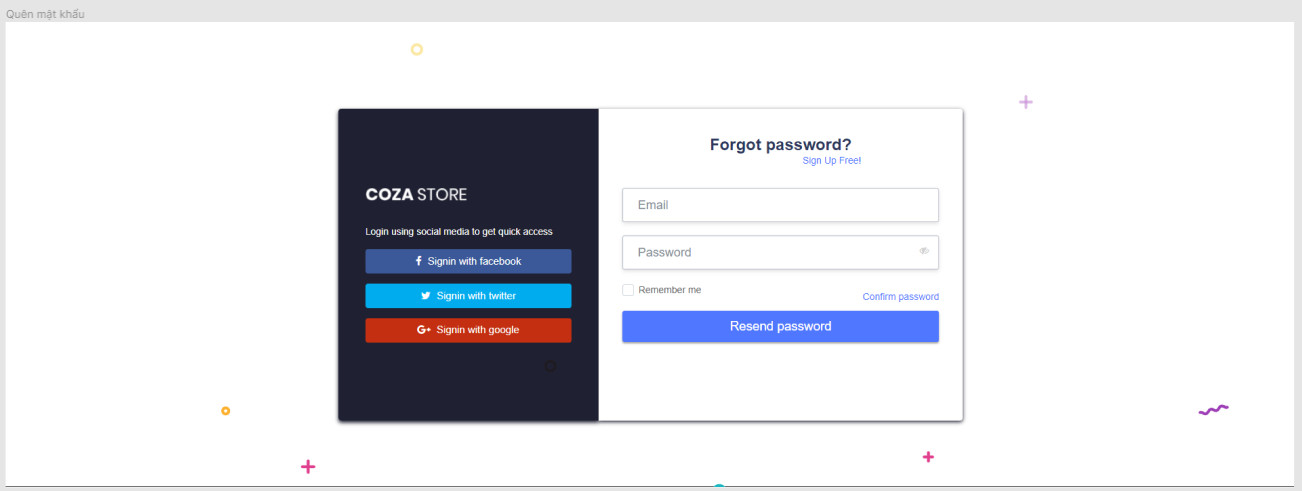 Quên mật khẩu
COZA STORE
Login using social media to get quick access
Signin with facebook
Signin with twitter
G+ Signin with google
Forgot password?
Sign Up Free!
Email
Password
Remember me
Confirm password
Resend password